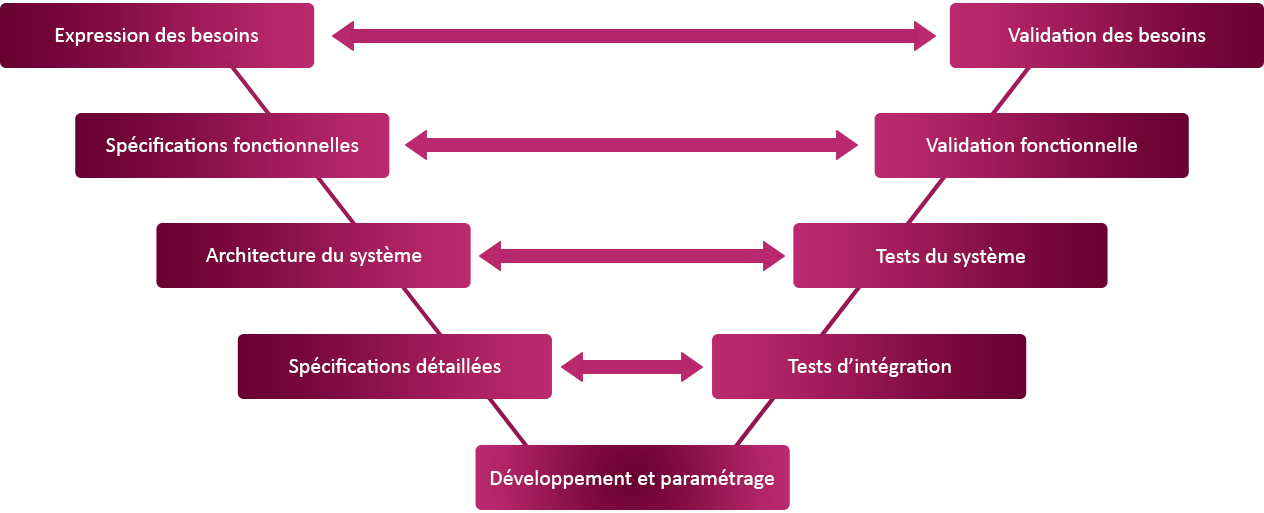 Expression des besoins
Validation des besoins
Spécifications fonctionnelles
Validation fonctionnelle
Architecture du système
Tests du système
Spécifications détaillées
Tests d’intégration
Développement et paramétrage